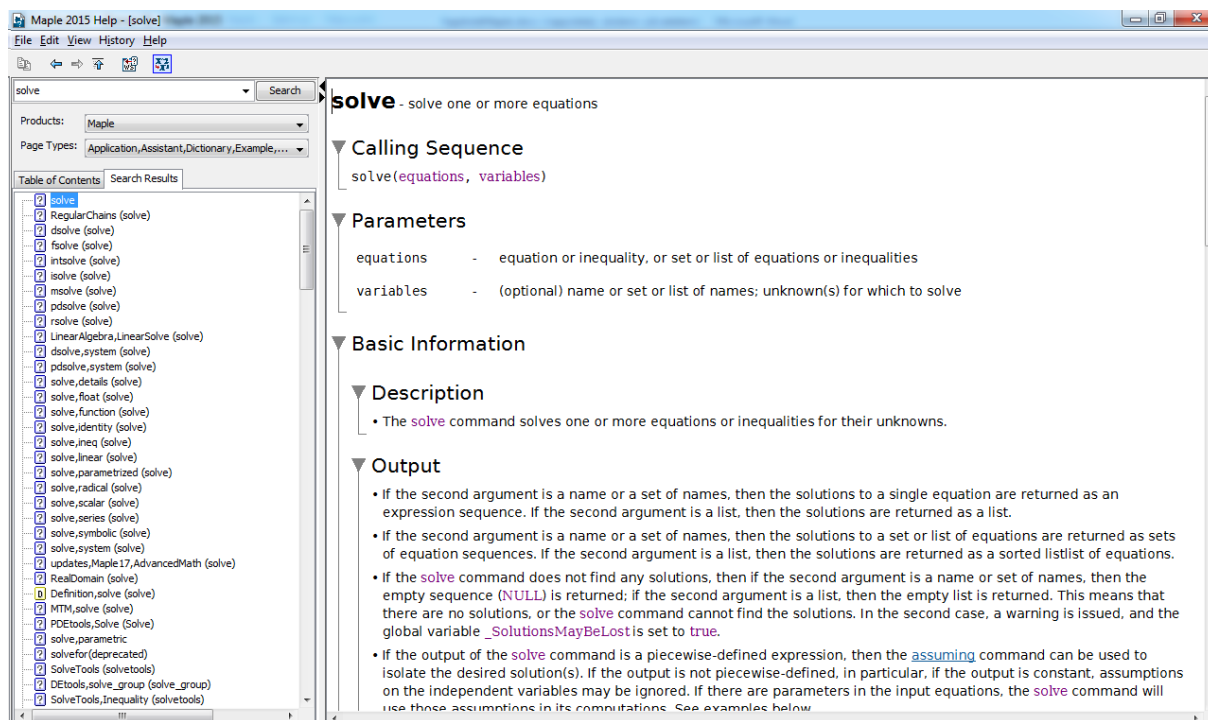 Maple 2015 Help - [solve]
File Edit View History Help
solve
Search
Products:
Maple
Page Types:
Application,Assistant,Dictionary,Example,...
Table of Contents
Search Results
solve
RegularChains (solve)
dsolve (solve)
fsolve (solve)
intsolve (solve)
isolve (solve)
msolve (solve)
pdsolve (solve)
rsolve (solve)
LinearAlgebra,LinearSolve (solve)
dsolve,system (solve)
pdsolve,system (solve)
solve,details (solve)
solve,float (solve)
solve,function (solve)
solve,identity (solve)
solve,ineq (solve)
solve,linear (solve)
solve,parametrized (solve)
solve,radical (solve)
solve,scalar (solve)
solve,series (solve)
solve,symbolic (solve)
solve,system (solve)
updates,Maple17,AdvancedMath (solve)
RealDomain (solve)
D Definition,solve (solve)
MTM,solve (solve)
PDEtools,Solve (Solve)
solve,parametric
solvefor(deprecated)
SolveTools (solvetools)
DEtools,solve_group (solve_group)
SolveTools,Inequality (solvetools)
solve - solve one or more equations
Calling Sequence
solve(equations, variables)
Parameters
equations - equation or inequality, or set or list of equations or inequalities
variables - (optional) name or set or list of names; unknown(s) for which to solve
Basic Information
Description
• The solve command solves one or more equations or inequalities for their unknowns.
Output
• If the second argument is a name or a set of names, then the solutions to a single equation are returned as an
expression sequence. If the second argument is a list, then the solutions are returned as a list.
• If the second argument is a name or a set of names, then the solutions to a set or list of equations are returned as sets
of equation sequences. If the second argument is a list, then the solutions are returned as a sorted listlist of equations.
• If the solve command does not find any solutions, then if the second argument is a name or set of names, then the
empty sequence (NULL) is returned; if the second argument is a list, then the empty list is returned. This means that
there are no solutions, or the solve command cannot find the solutions. In the second case, a warning is issued, and the
global variable _SolutionsMayBeLost is set to true.
• If the output of the solve command is a piecewise-defined expression, then the assuming command can be used to
isolate the desired solution(s). If the output is not piecewise-defined, in particular, if the output is constant, assumptions
on the independent variables may be ignored. If there are parameters in the input equations, the solve command will
use those assumptions in its computations. See examples below.